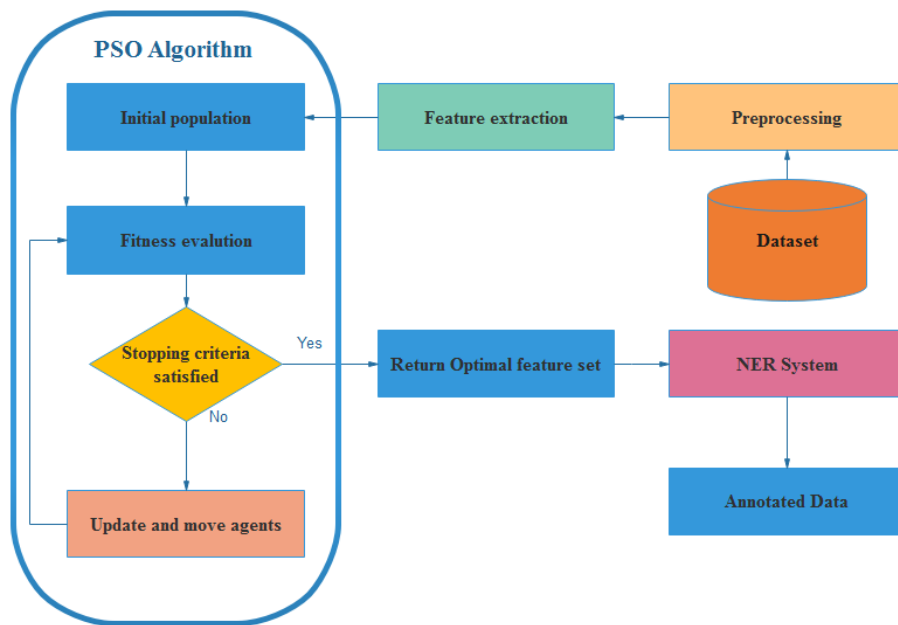 PSO Algorithm
Initial population
Feature extraction
Preprocessing
Fitness evalution
Dataset
Stopping criteria
satisfied
Yes
Return Optimal feature set
NER System
No
Update and move agents
Annotated Data